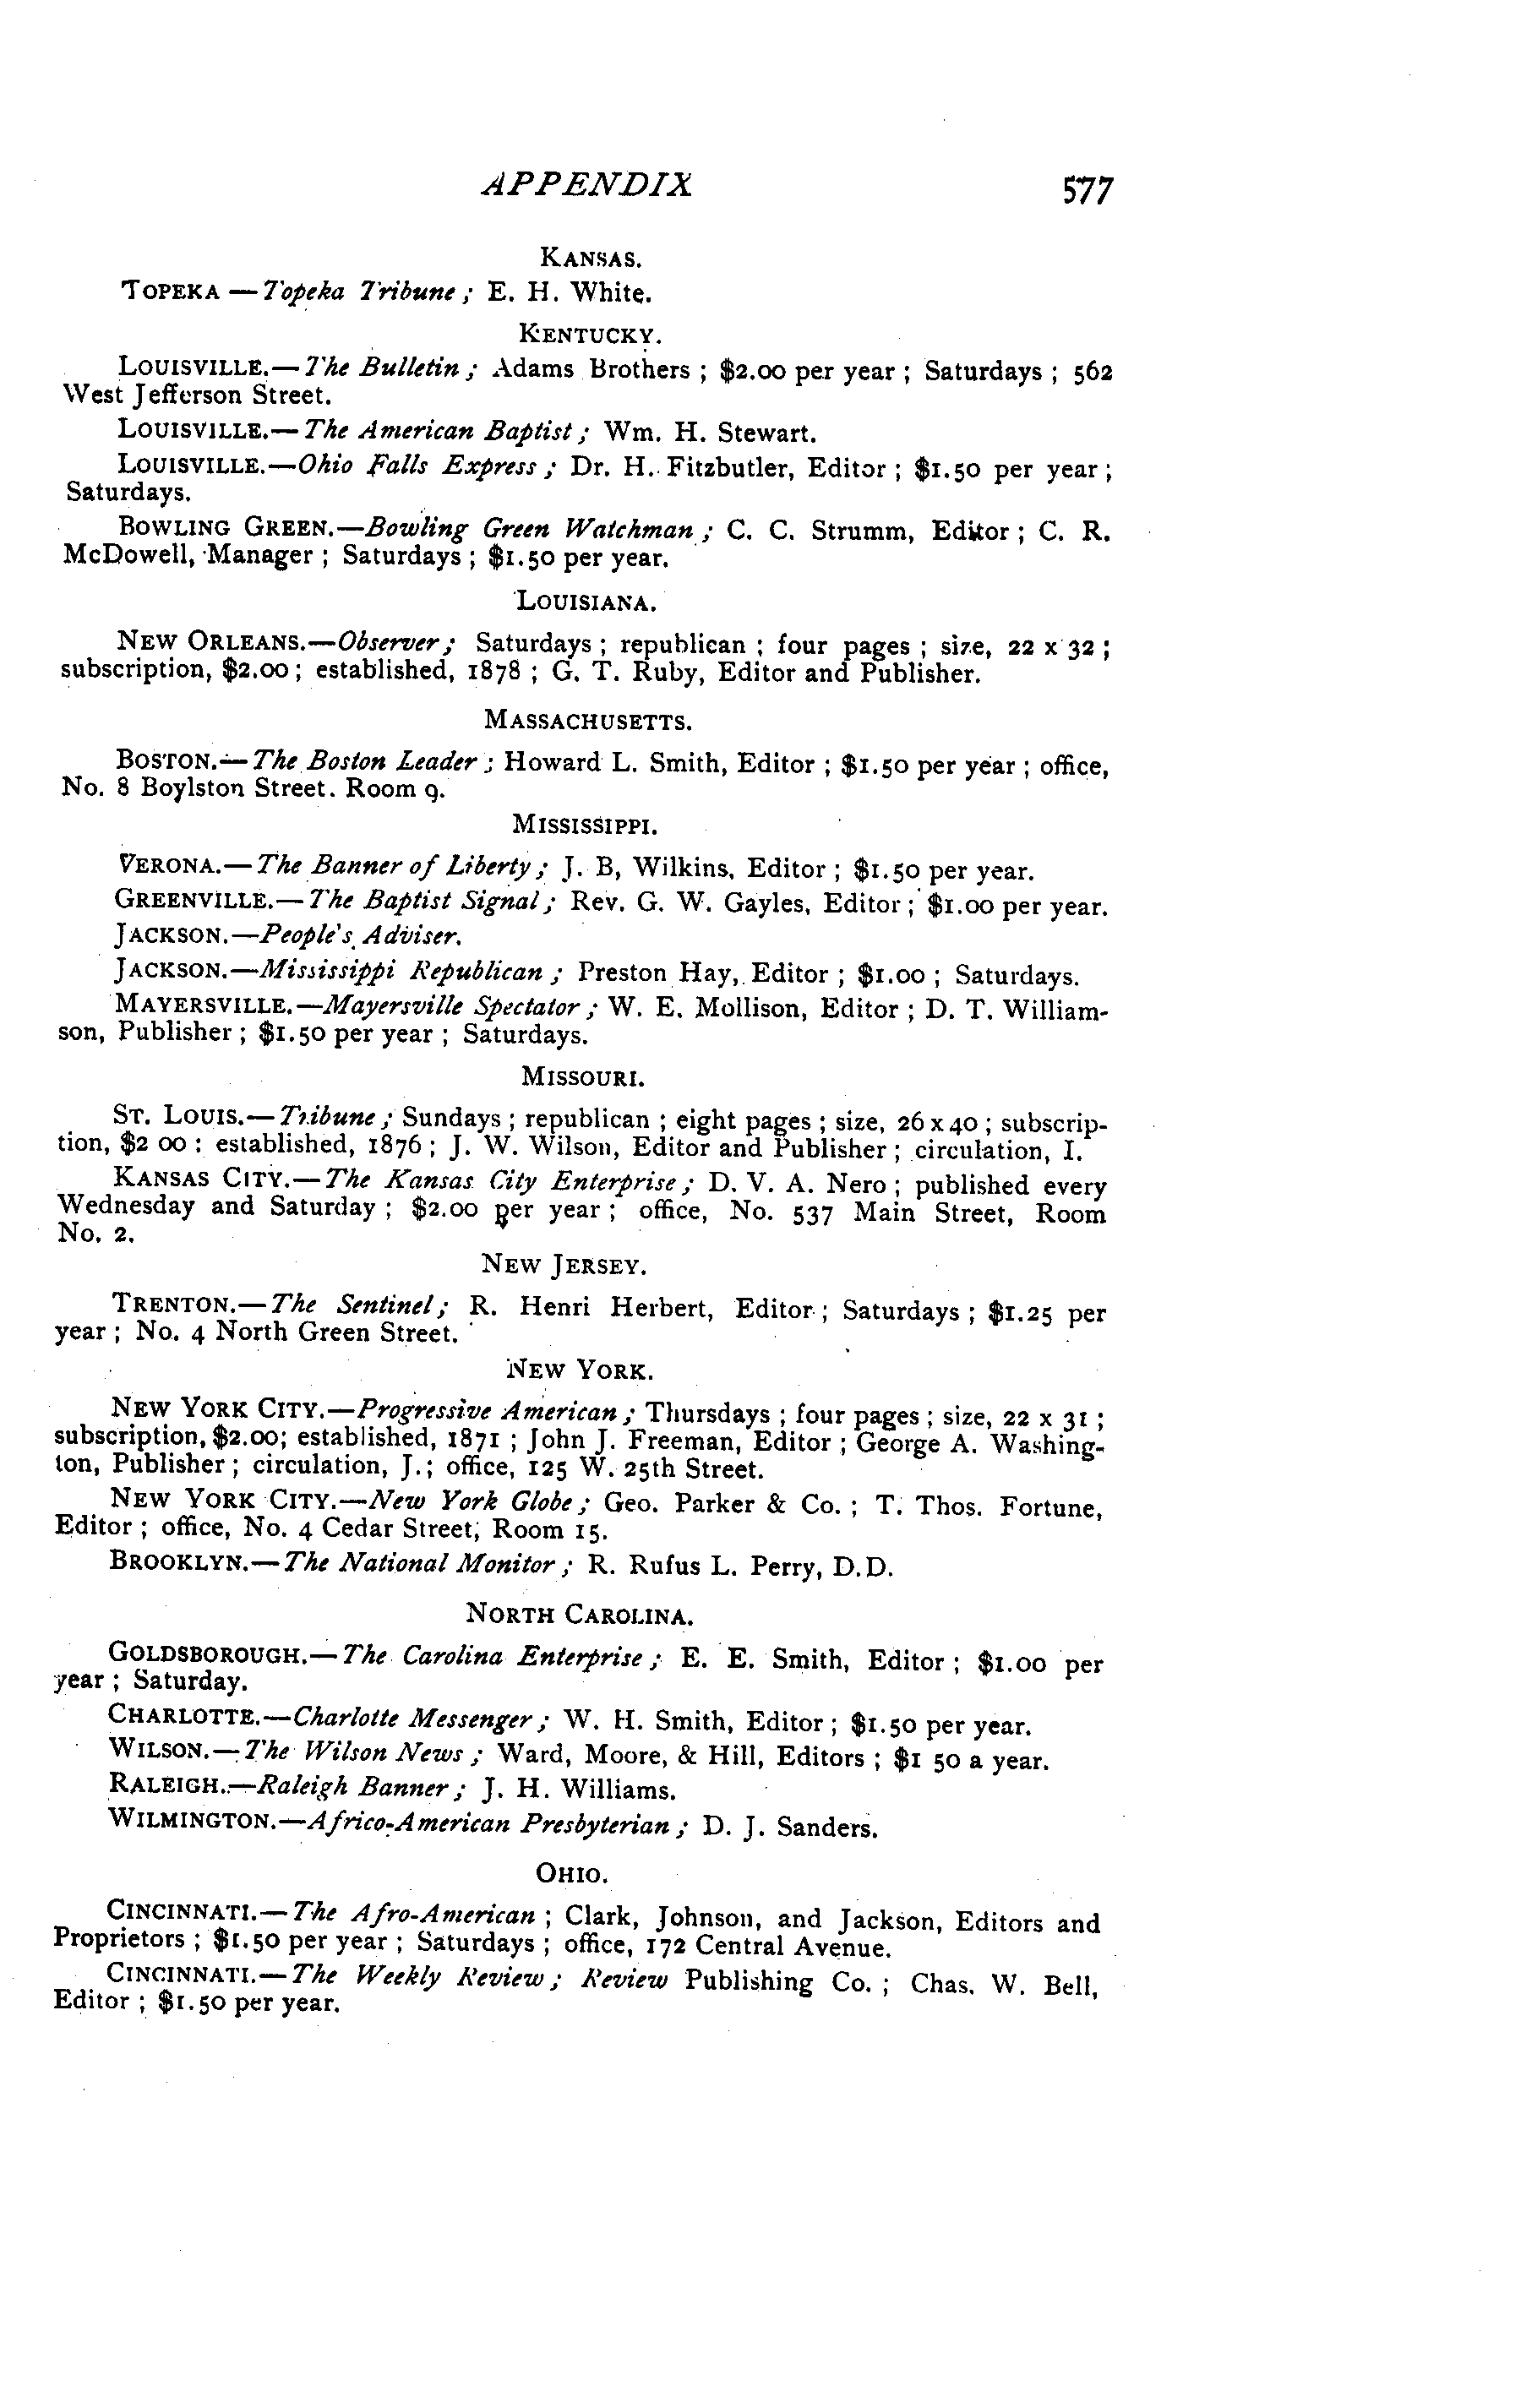 APPENDIX 577
KANSAS.
TOPEKA — Topeka Tribune; E. H. White.
KENTUCKY.
LOUISVILLE.— The Bulletin; Adams Brothers ; $2.00 per year ; Saturdays ; 562
West Jefferson Street.
LOUISVILLE.— The American Baptist; Wm. H. Stewart.
LOUISVILLE.—Ohio Falls Express; Dr. H. Fitzbutler, Editor ; $1.50 per year ;
Saturdays.
BOWLING GREEN.—Bowling Green Watchman; C. C. Strumm, Editor ; C. R.
McDowell, Manager ; Saturdays ; $1.50 per year.
LOUISIANA.
NEW ORLEANS.—Observer; Saturdays ; republican ; four pages ; size, 22 x 32 ;
subscription, $2.00 ; established, 1878 ; G. T. Ruby, Editor and Publisher.
MASSACHUSETTS.
BOSTON.— The Boston Leader; Howard L. Smith, Editor ; $1.50 per year ; office,
No. 8 Boylston Street. Room 9.
MISSISSIPPI.
VERONA.— The Banner of Liberty; J. B, Wilkins, Editor ; $1.50 per year.
GREENVILLE.— The Baptist Signal; Rev. G. W. Gayles, Editor ; $1.00 per year.
JACKSON.—People's Adviser.
JACKSON.—Mississippi Republican; Preston Hay, Editor ; $1.00 ; Saturdays.
MAYERSVILLE.—Mayersville Spectator; W. E. Mollison, Editor ; D. T. William-
son, Publisher ; $1.50 per year ; Saturdays.
MISSOURI.
ST. LOUIS.— Tribune; Sundays ; republican ; eight pages ; size, 26 x 40 ; subscrip-
tion, $2 00 : established, 1876 ; J. W. Wilson, Editor and Publisher ; circulation, I.
KANSAS CITY.— The Kansas City Enterprise; D. V. A. Nero ; published every
Wednesday and Saturday ; $2.00 per year ; office, No. 537 Main Street, Room
No. 2.
NEW JERSEY.
TRENTON.— The Sentinel; R. Henri Herbert, Editor ; Saturdays ; $1.25 per
year ; No. 4 North Green Street.
NEW YORK.
NEW YORK CITY.—Progressive American; Thursdays ; four pages ; size, 22 x 31 ;
subscription, $2.00; established, 1871 ; John J. Freeman, Editor ; George A. Washing-
ton, Publisher ; circulation, J.; office, 125 W. 25th Street.
NEW YORK CITY.—New York Globe; Geo. Parker & Co. ; T. Thos. Fortune,
Editor ; office, No. 4 Cedar Street, Room 15.
BROOKLYN.— The National Monitor; R. Rufus L. Perry, D.D.
NORTH CAROLINA.
GOLDSBOROUGH.— The Carolina Enterprise; E. E. Smith, Editor ; $1.00 per
year ; Saturday.
CHARLOTTE.—Charlotte Messenger; W. H. Smith, Editor ; $1.50 per year.
WILSON.— The Wilson News; Ward, Moore, & Hill, Editors ; $1 50 a year.
RALEIGH.—Raleigh Banner; J. H. Williams.
WILMINGTON.—Africo-American Presbyterian; D. J. Sanders.
OHIO.
CINCINNATI.— The Afro-American ; Clark, Johnson, and Jackson, Editors and
Proprietors ; $1.50 per year ; Saturdays ; office, 172 Central Avenue.
CINCINNATI.— The Weekly Review; Review Publishing Co. ; Chas. W. Bell,
Editor ; $1.50 per year.